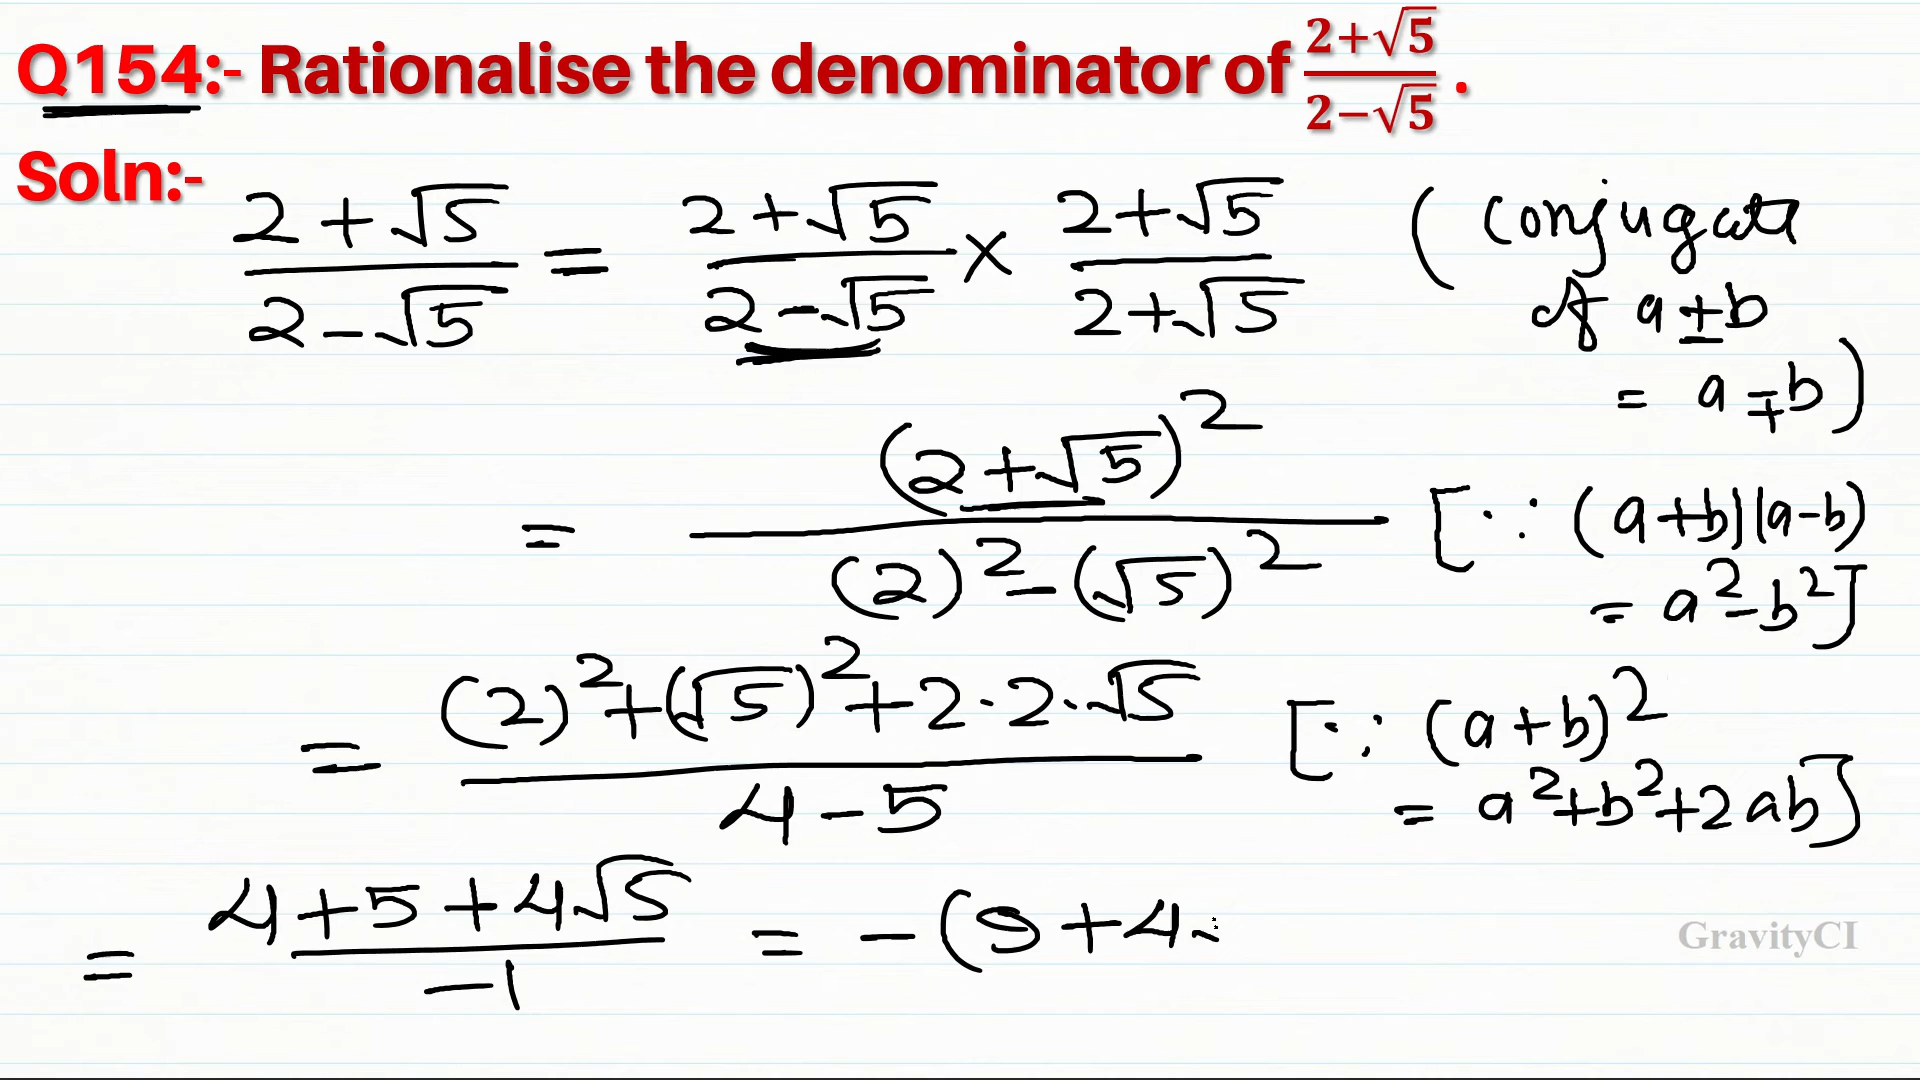 Q154:- Rationalise the denominator of (2+√5)/(2−√5) .
Soln:-
(2+√5)/(2−√5) = (2+√5)/(2−√5) × (2+√5)/(2+√5) (conjugate
of a±b
= a∓b)
= (2+√5)²/((2)²−(√5)²) [∵ (a+b)(a-b)
= a²-b²]
= ((2)²+(√5)²+2·2·√5)/(4−5) [∵ (a+b)²
= a²+b²+2ab]
= (4+5+4√5)/(−1) = −(9+4
GravityCI